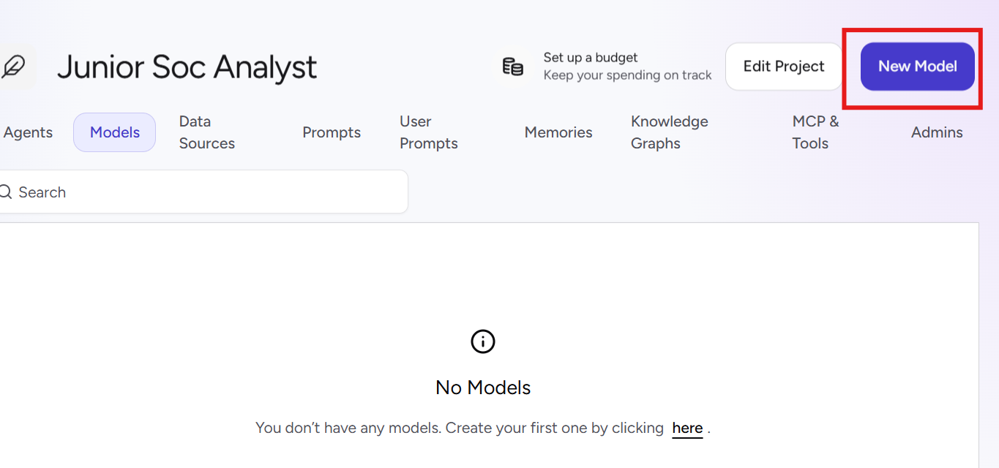 Junior Soc Analyst
Set up a budget
Keep your spending on track
Edit Project
New Model
Agents
Models
Data
Sources
Prompts
User
Prompts
Memories
Knowledge
Graphs
MCP &
Tools
Admins
Search
No Models
You don’t have any models. Create your first one by clicking here .